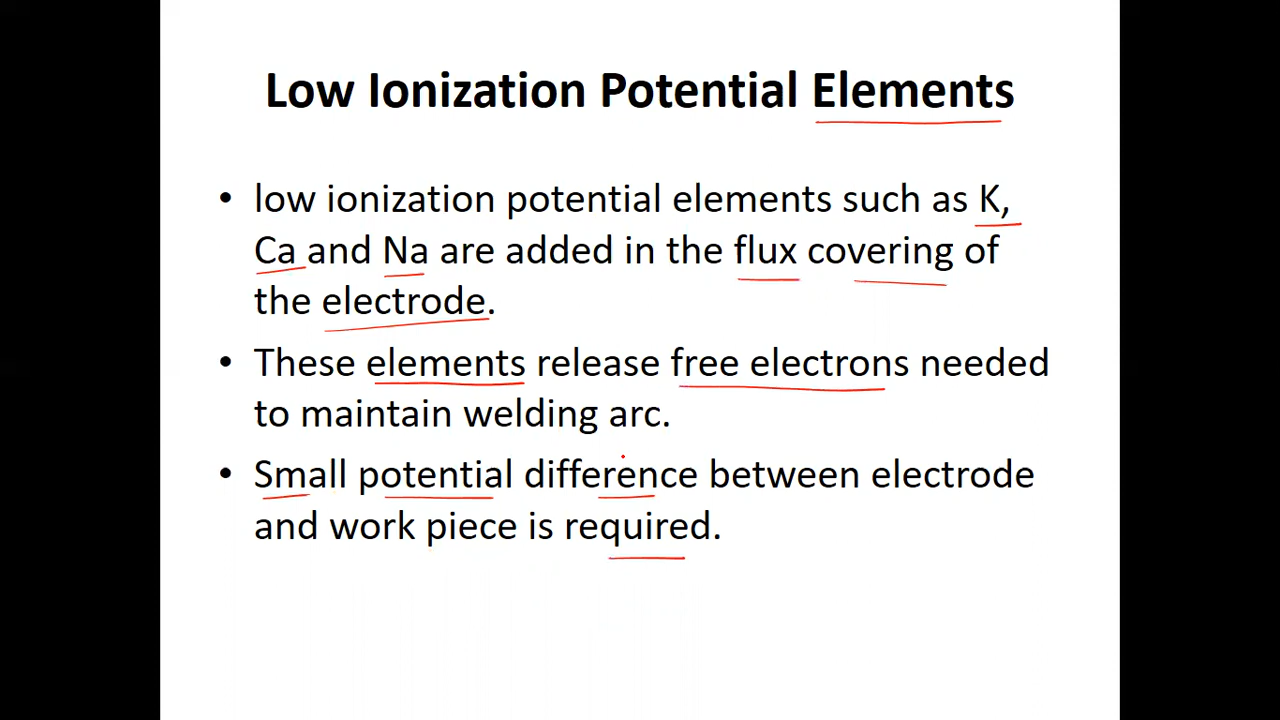 Low Ionization Potential Elements
• low ionization potential elements such as K,
Ca and Na are added in the flux covering of
the electrode.
• These elements release free electrons needed
to maintain welding arc.
• Small potential difference between electrode
and work piece is required.